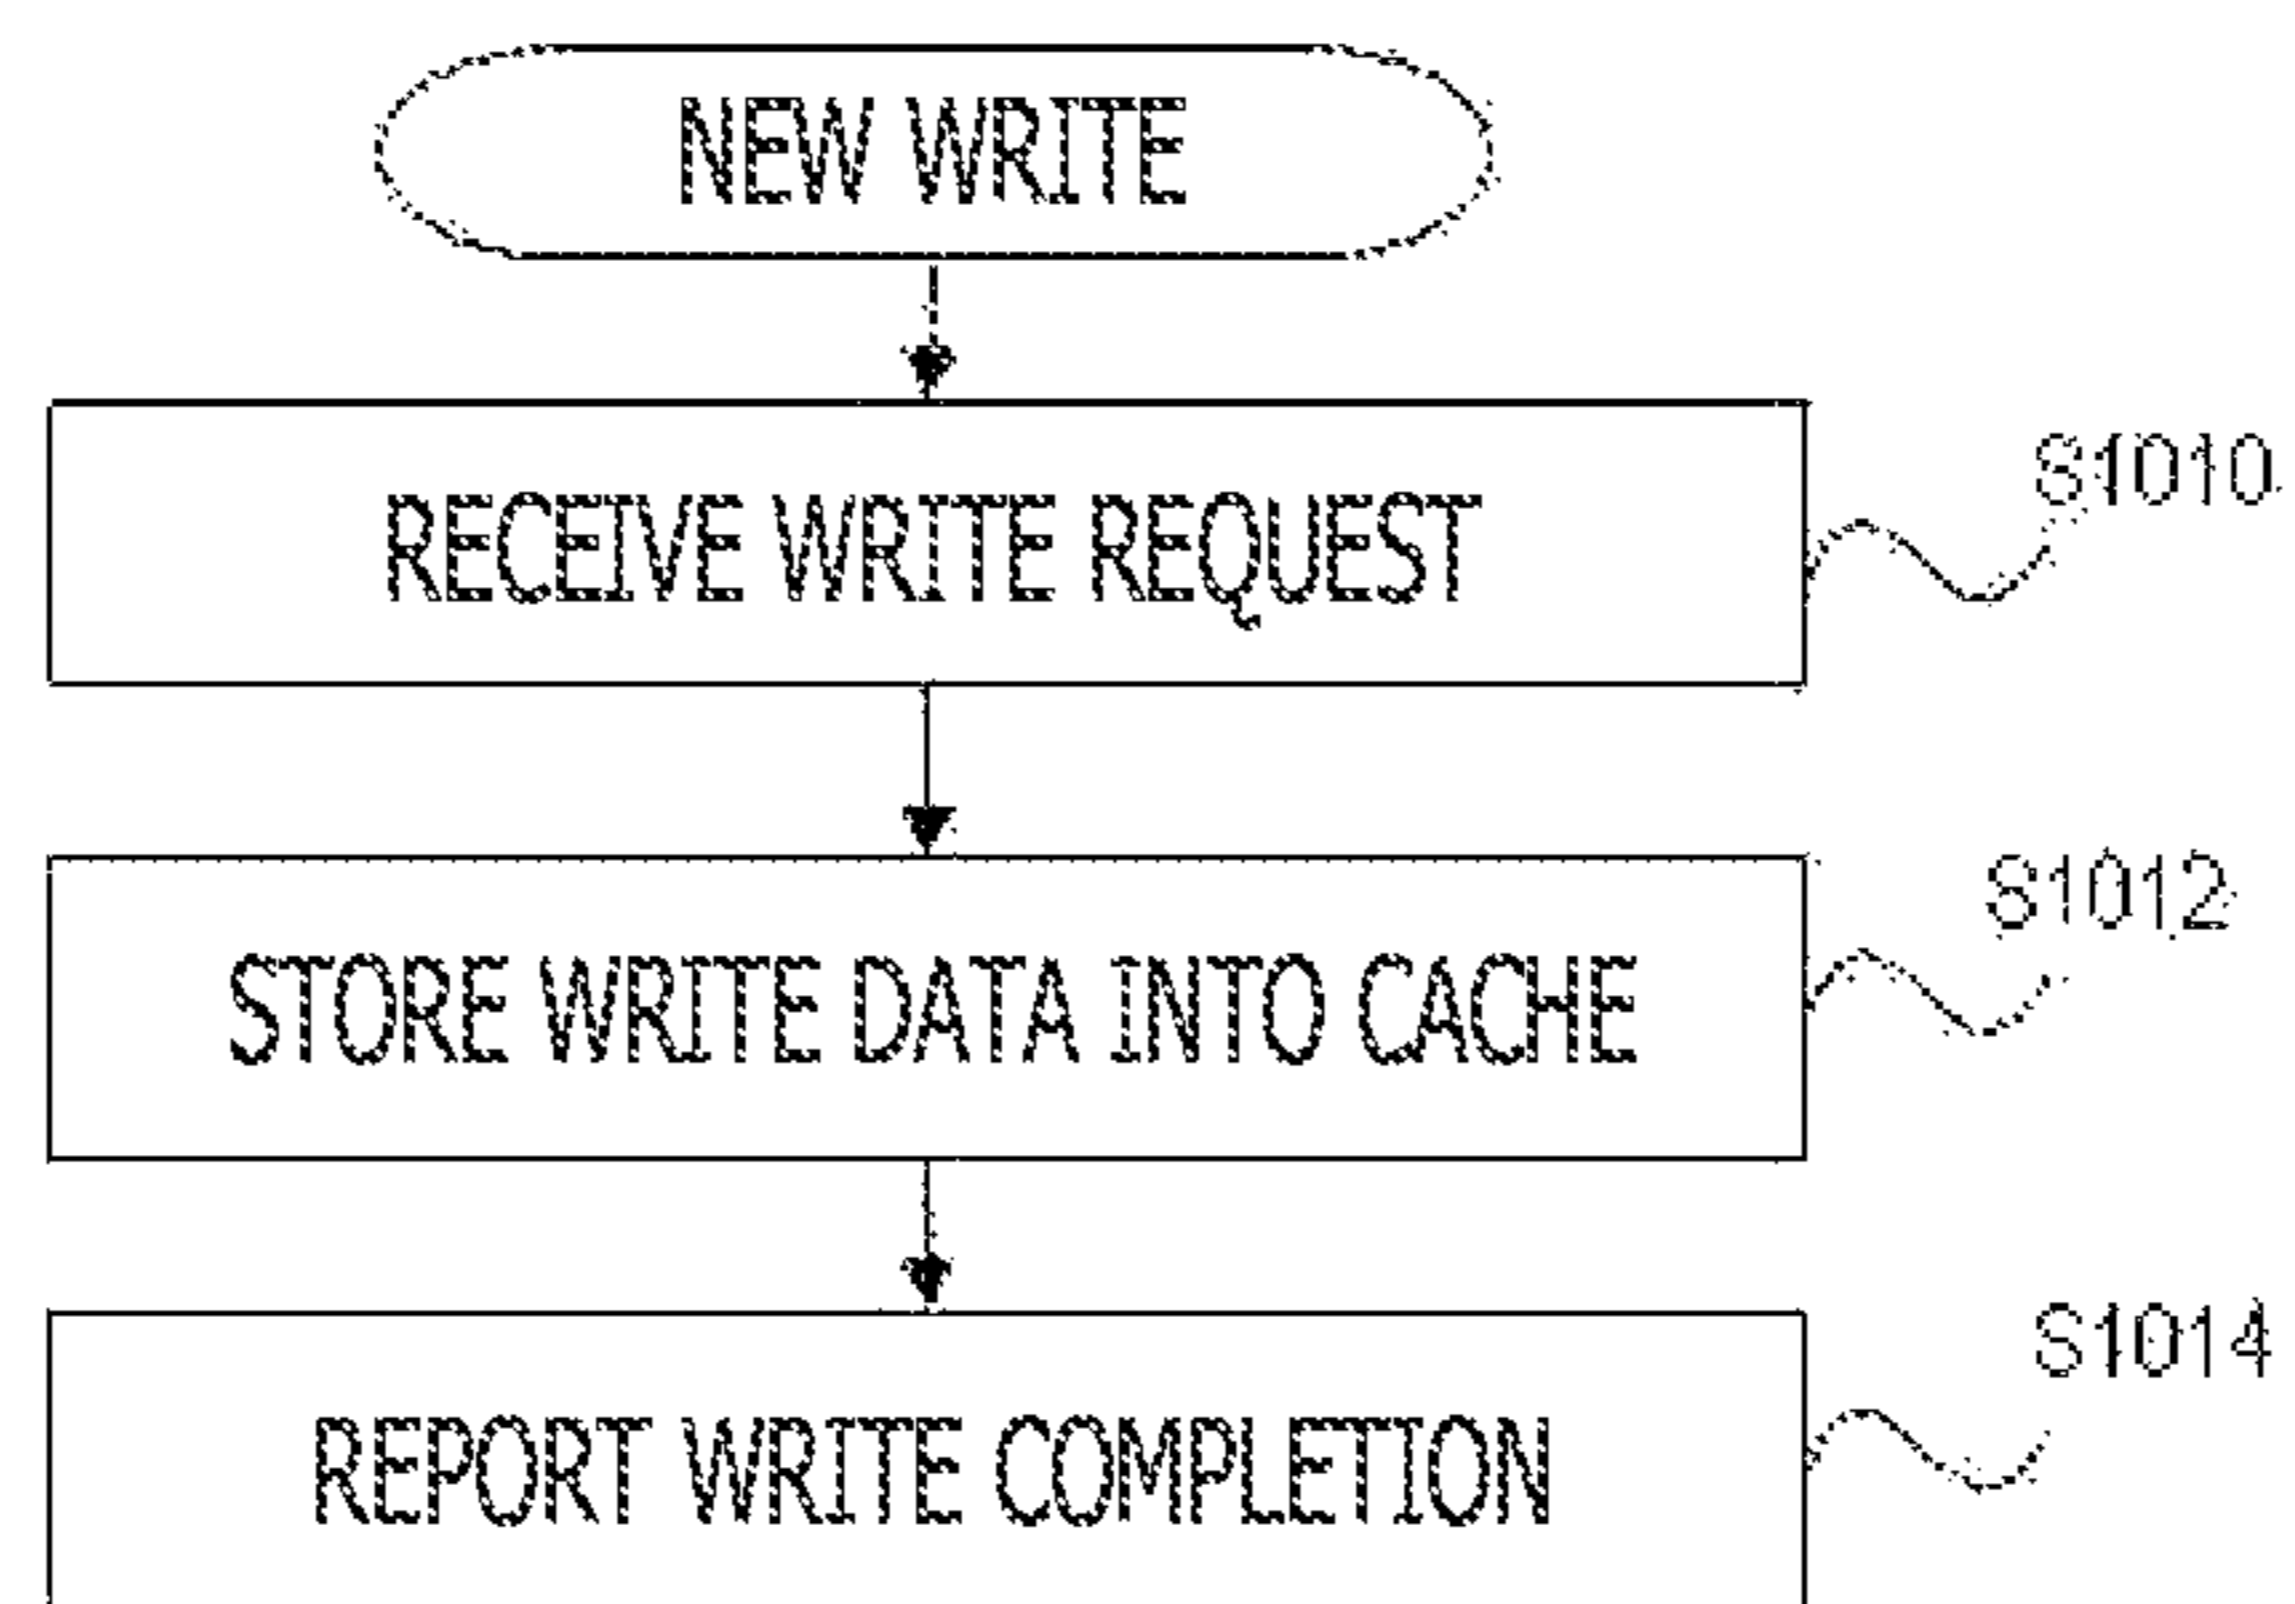 NEW WRITE
RECEIVE WRITE REQUEST
S1010
STORE WRITE DATA INTO CACHE
S1012
REPORT WRITE COMPLETION
S1014